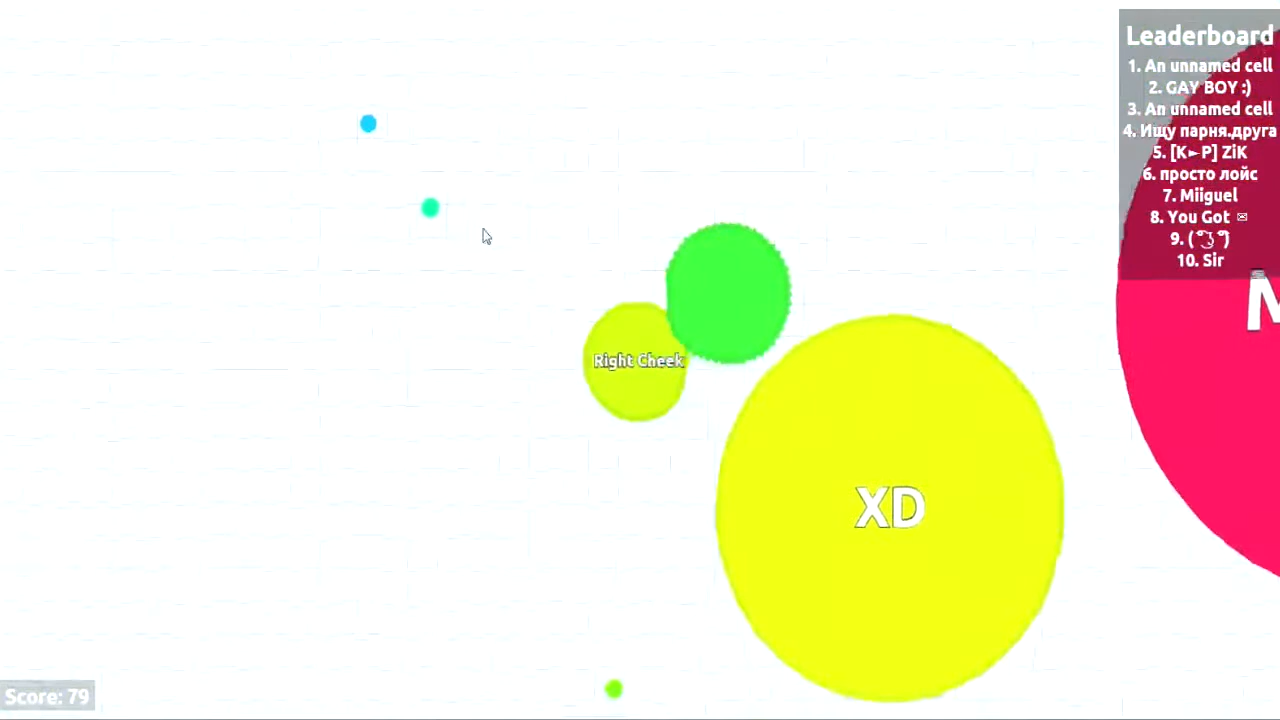 Leaderboard
1. An unnamed cell
2. GAY BOY :)
3. An unnamed cell
4. Ищу парня.друга
5. [K►P] ZiK
6. просто лойс
7. Miiguel
8. You Got ✉
9. ( ͡° ͜ʖ ͡°)
10. Sir
Right Cheek
XD
M
Score: 79